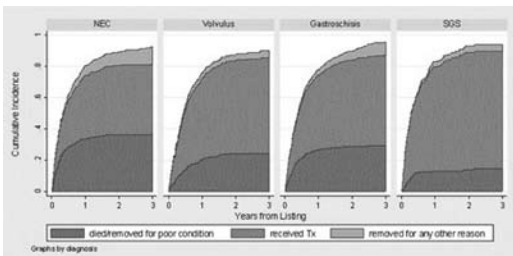 NEC Volvulus Gastroschisis SGS
Cumulative Incidence
1
.8
.6
.4
.2
0
0 1 2 3 0 1 2 3 0 1 2 3 0 1 2 3
Years from Listing
died/removed for poor condition received Tx removed for any other reason
Graphs by diagnosis